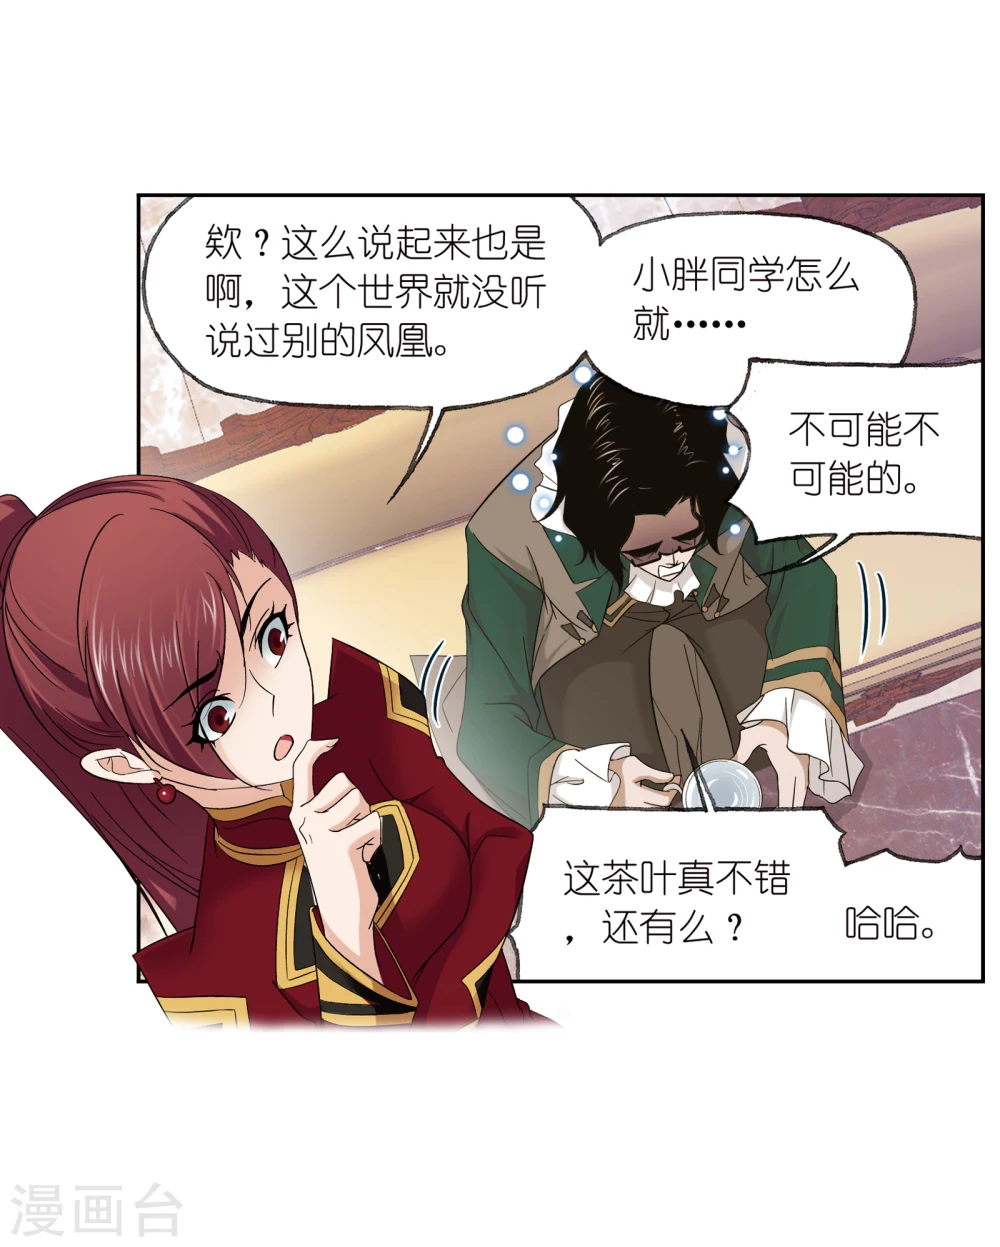 欸？这么说起来也是
啊，这个世界就没听
说过别的凤凰。
小胖同学怎么
就……
不可能不
可能的。
这茶叶真不错
，还有么？
哈哈。
漫画台